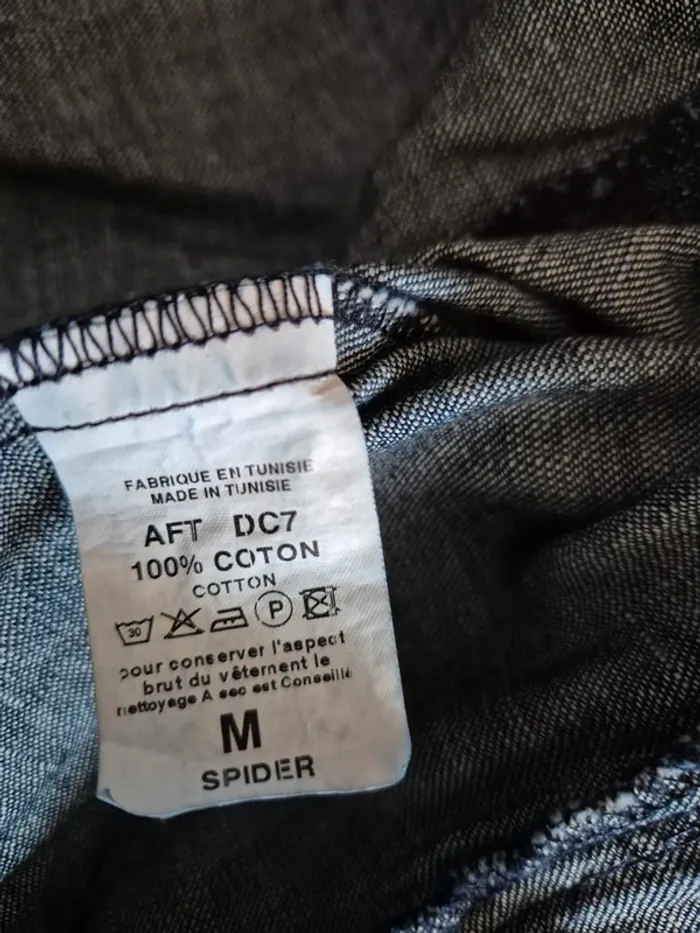 FABRIQUE EN TUNISIE
MADE IN TUNISIE
AFT DC7
100% COTON
COTTON
30 P
pour conserver l'aspect
brut du vêtement le
nettoyage A sec est Conseillé
M
SPIDER